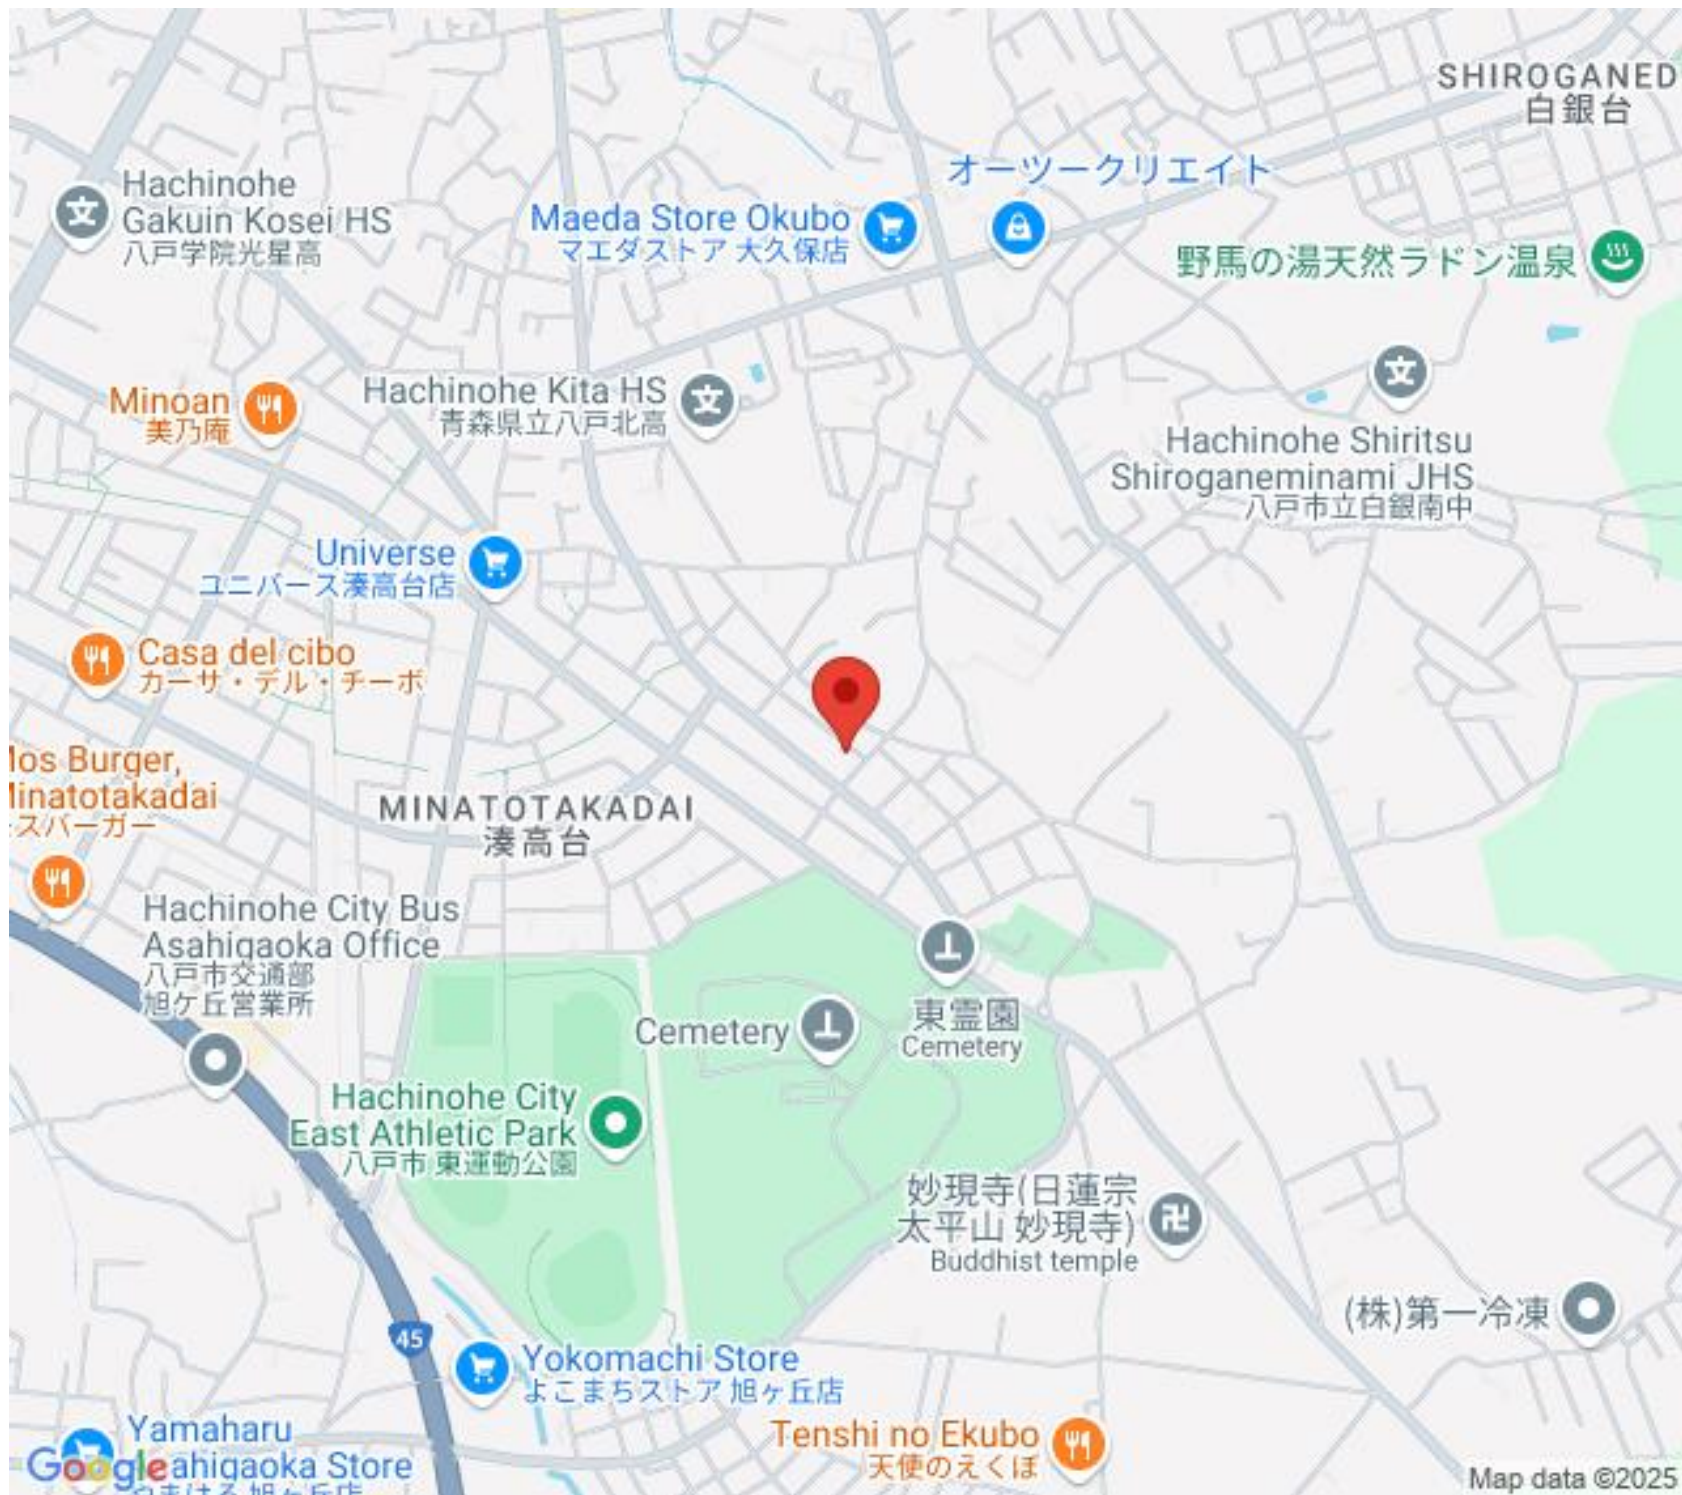 SHIROGANED
白銀台
オーツークリエイト
Hachinohe
Gakuin Kosei HS
八戸学院光星高
Maeda Store Okubo
マエダストア 大久保店
野馬の湯天然ラドン温泉
Minoan
美乃庵
Hachinohe Kita HS
青森県立八戸北高
Hachinohe Shiritsu
Shiroganeminami JHS
八戸市立白銀南中
Universe
ユニバース湊高台店
Casa del cibo
カーサ・デル・チーボ
los Burger,
Minatotakadai
スバーガー
MINATOTAKADAI
湊高台
Hachinohe City Bus
Asahigaoka Office
八戸市交通部
旭ケ丘営業所
Cemetery
東霊園
Cemetery
Hachinohe City
East Athletic Park
八戸市 東運動公園
妙現寺(日蓮宗
太平山 妙現寺)
Buddhist temple
(株)第一冷凍
45
Yokomachi Store
よこまちストア 旭ヶ丘店
Yamaharu
ahigaoka Store
Tenshi no Ekubo
天使のえくぼ
Google
Map data ©2025